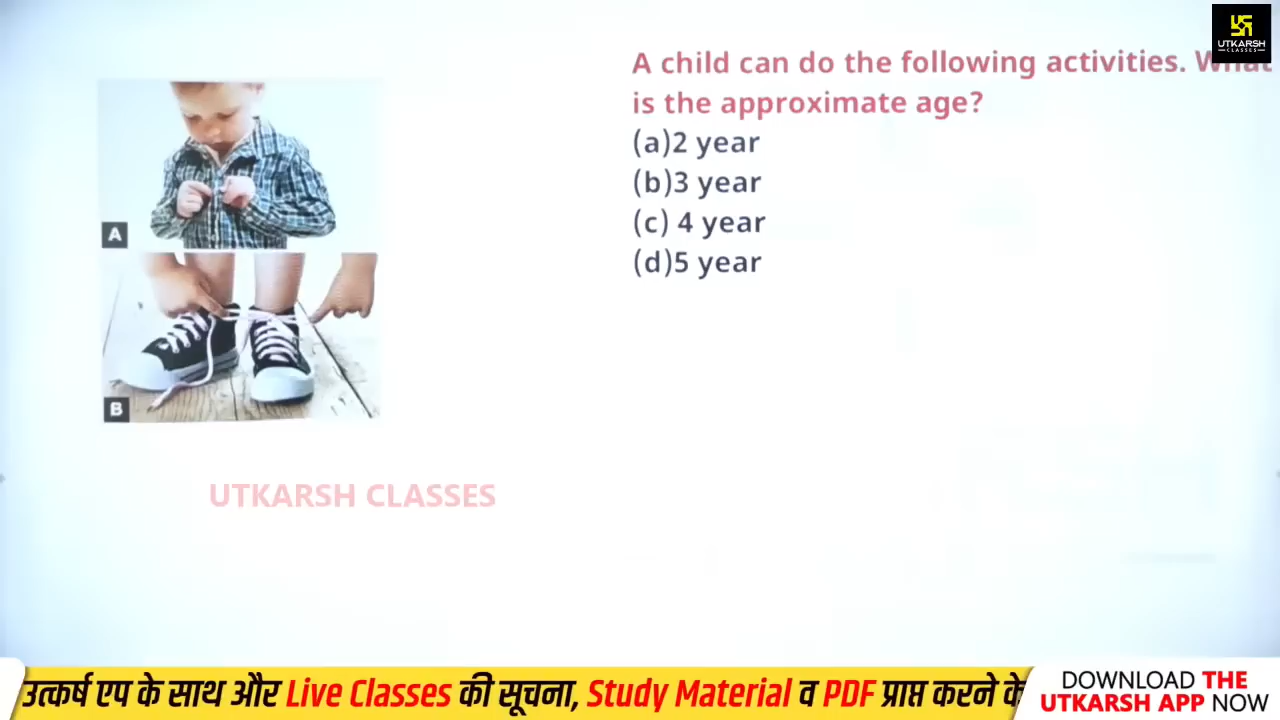 UTKARSH
CLASSES
A child can do the following activities. What
is the approximate age?
(a)2 year
(b)3 year
(c) 4 year
(d)5 year
A
B
UTKARSH CLASSES
उत्कर्ष एप के साथ और Live Classes की सूचना, Study Material व PDF प्राप्त करने के
DOWNLOAD THE
UTKARSH APP NOW